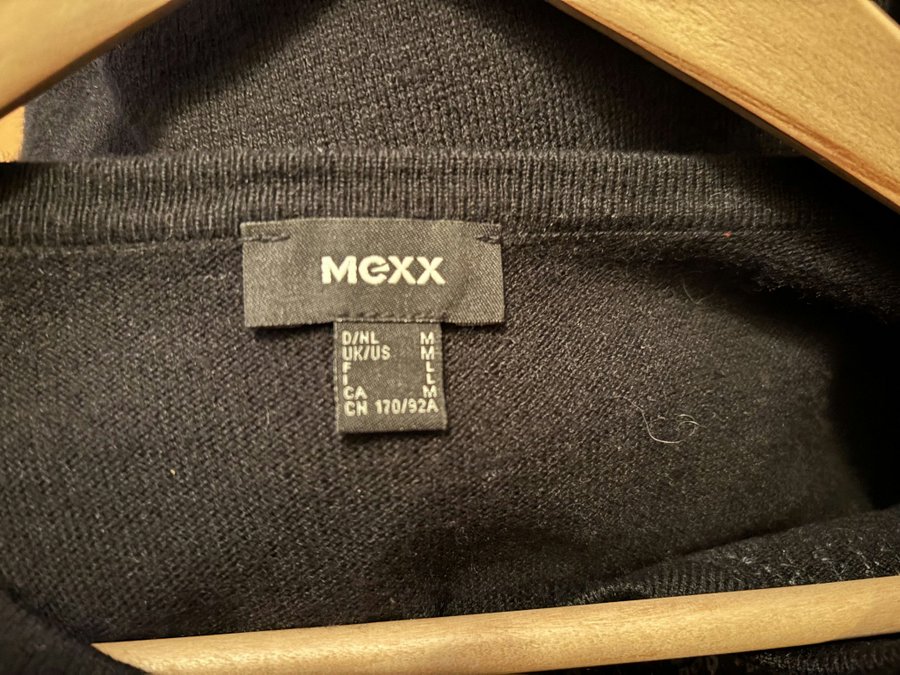 Mexx
D/NL M
UK/US M
F L
I L
CA M
CN 170/92A